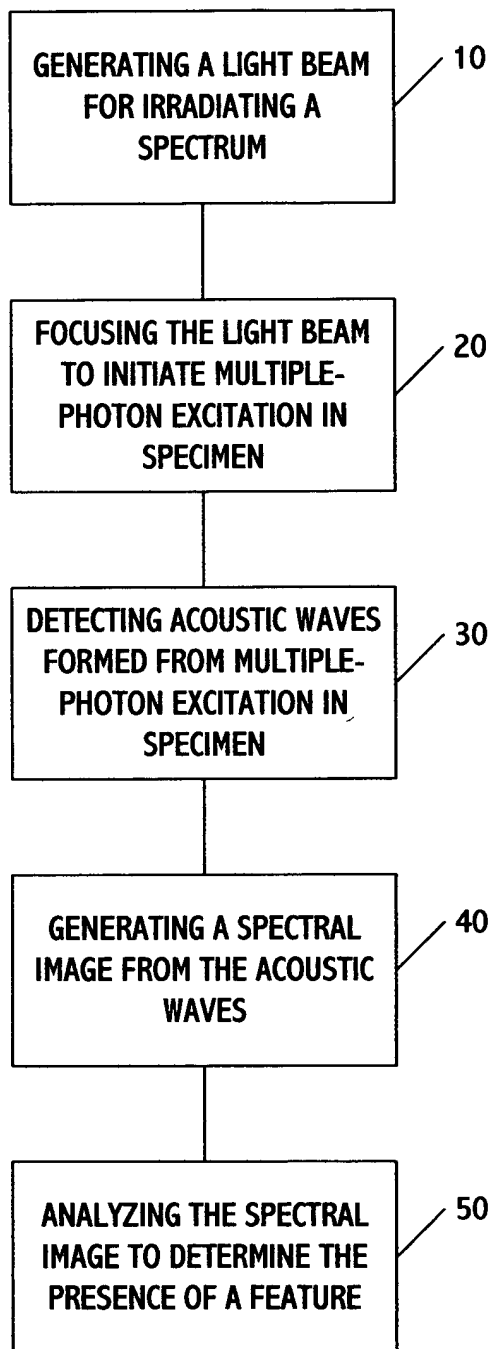 GENERATING A LIGHT BEAM
FOR IRRADIATING A
SPECTRUM
10
FOCUSING THE LIGHT BEAM
TO INITIATE MULTIPLE-
PHOTON EXCITATION IN
SPECIMEN
20
DETECTING ACOUSTIC WAVES
FORMED FROM MULTIPLE-
PHOTON EXCITATION IN
SPECIMEN
30
GENERATING A SPECTRAL
IMAGE FROM THE ACOUSTIC
WAVES
40
ANALYZING THE SPECTRAL
IMAGE TO DETERMINE THE
PRESENCE OF A FEATURE
50